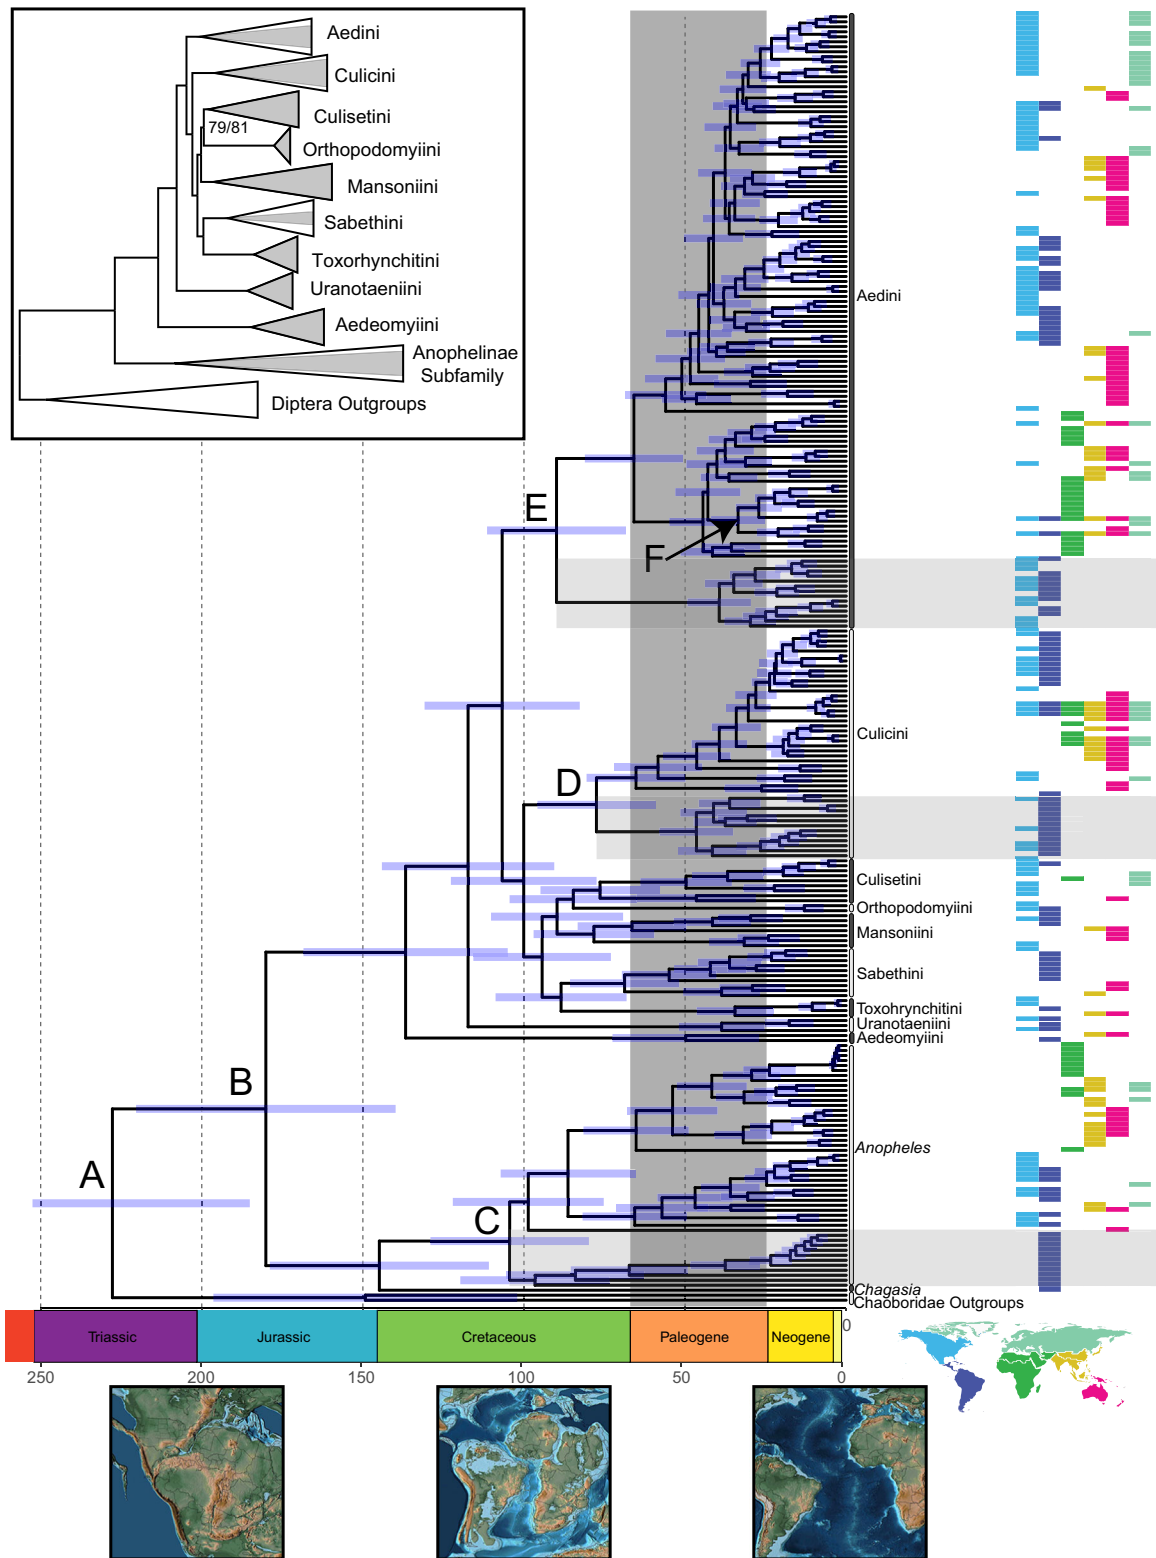 Aedini
Culicini
Culisetini
79/81
Orthopodomyiini
Mansoniini
Sabethini
Toxorhynchitini
Uranotaeniini
Aedeomyiini
Anophelinae
Subfamily
Diptera Outgroups
Aedini
E
F
Culicini
D
Culisetini
Orthopodomyiini
Mansoniini
Sabethini
Toxohrynchitini
Uranotaeniini
Aedeomyiini
B
Anopheles
A
C
Chagasia
Chaoboridae Outgroups
Triassic
Jurassic
Cretaceous
Paleogene
Neogene
0
250
200
150
100
50
0